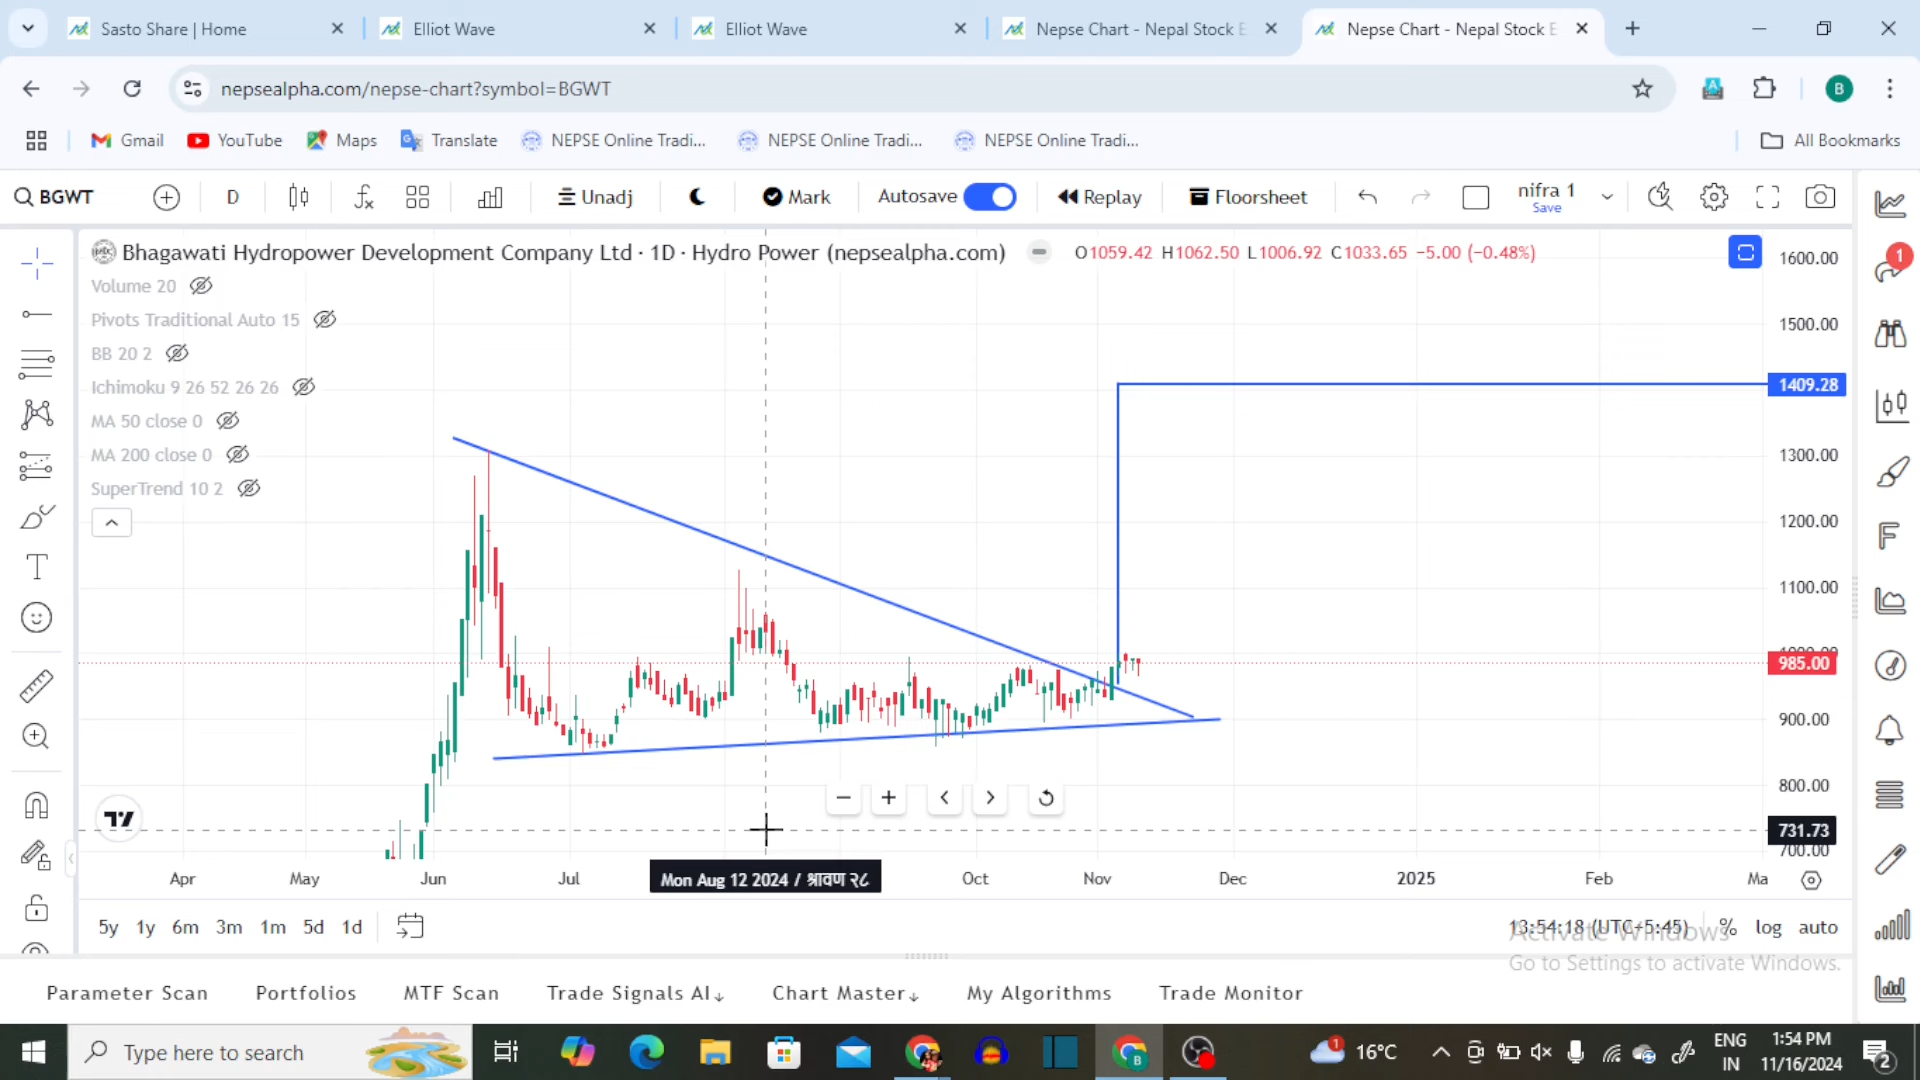 Sasto Share | Home
Elliot Wave
Elliot Wave
Nepse Chart - Nepal Stock E
Nepse Chart - Nepal Stock E
nepsealpha.com/nepse-chart?symbol=BGWT
B
Gmail
YouTube
Maps
Translate
NEPSE Online Tradi...
NEPSE Online Tradi...
NEPSE Online Tradi...
All Bookmarks
BGWT
D
Unadj
Mark
Autosave
Replay
Floorsheet
nifra 1
Save
Bhagawati Hydropower Development Company Ltd · 1D · Hydro Power (nepsealpha.com)
O1059.42 H1062.50 L1006.92 C1033.65 −5.00 (−0.48%)
Volume 20
Pivots Traditional Auto 15
BB 20 2
Ichimoku 9 26 52 26 26
MA 50 close 0
MA 200 close 0
SuperTrend 10 2
1600.00
1500.00
1409.28
1300.00
1200.00
1100.00
1000.00
985.00
900.00
800.00
731.73
700.00
1
Apr
May
Jun
Jul
Mon Aug 12 2024 / श्रावण २८
Oct
Nov
Dec
2025
Feb
Ma
5y 1y 6m 3m 1m 5d 1d
13:54:18 (UTC+5:45)
% log auto
Activate Windows
Go to Settings to activate Windows.
Parameter Scan
Portfolios
MTF Scan
Trade Signals AI↓
Chart Master↓
My Algorithms
Trade Monitor
Type here to search
1
16°C
ENG
IN
1:54 PM
11/16/2024
2